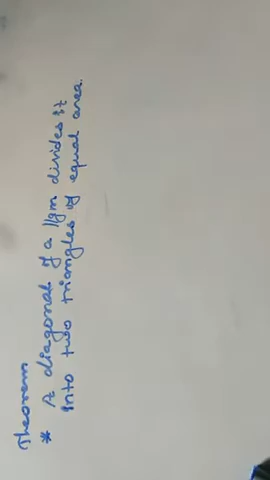 Theorem
* A diagonal of a ||gm divides it
into two triangles of equal area.